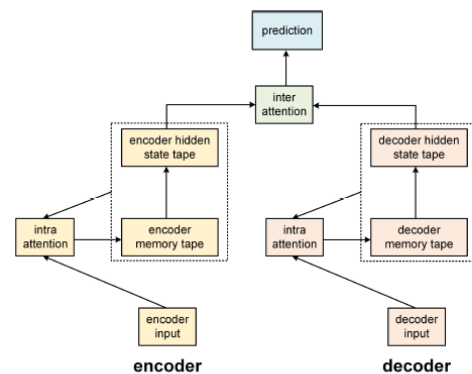 prediction
inter
attention
encoder hidden
state tape
decoder hidden
state tape
intra
attention
encoder
memory tape
intra
attention
decoder
memory tape
encoder
input
decoder
input
encoder
decoder